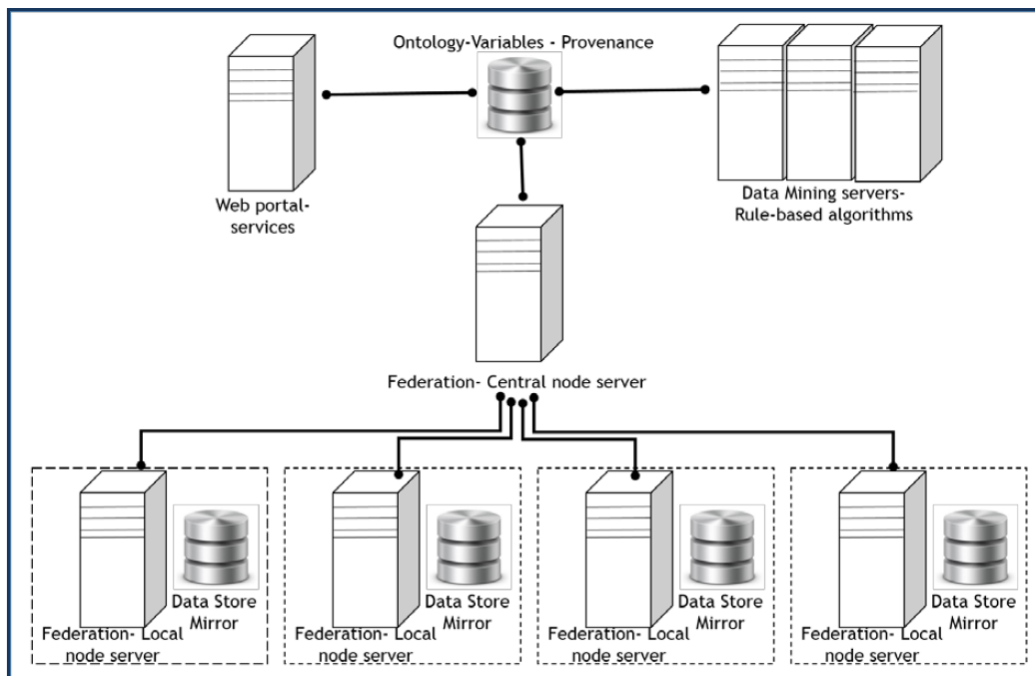 Ontology-Variables - Provenance
Web portal-
services
Data Mining servers-
Rule-based algorithms
Federation- Central node server
Data Store
Mirror
Federation- Local
node server
Data Store
Mirror
Federation- Local
node server
Data Store
Mirror
Federation- Local
node server
Data Store
Mirror
Federation- Local
node server